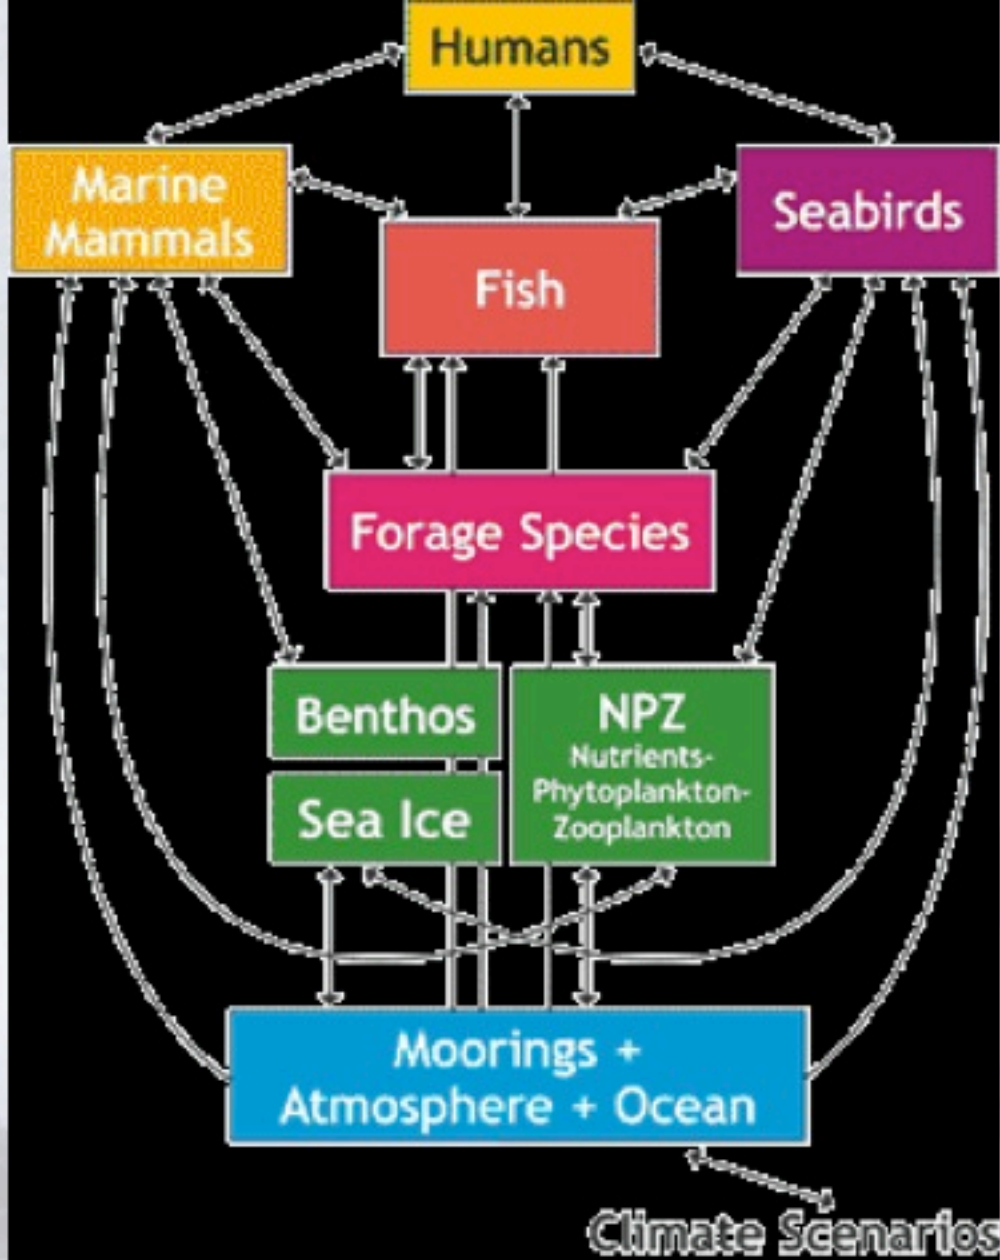 Humans
Marine
Mammals
Seabirds
Fish
Forage Species
Benthos
NPZ
Nutrients-
Phytoplankton-
Zooplankton
Sea Ice
Moorings +
Atmosphere + Ocean
Climate Scenarios